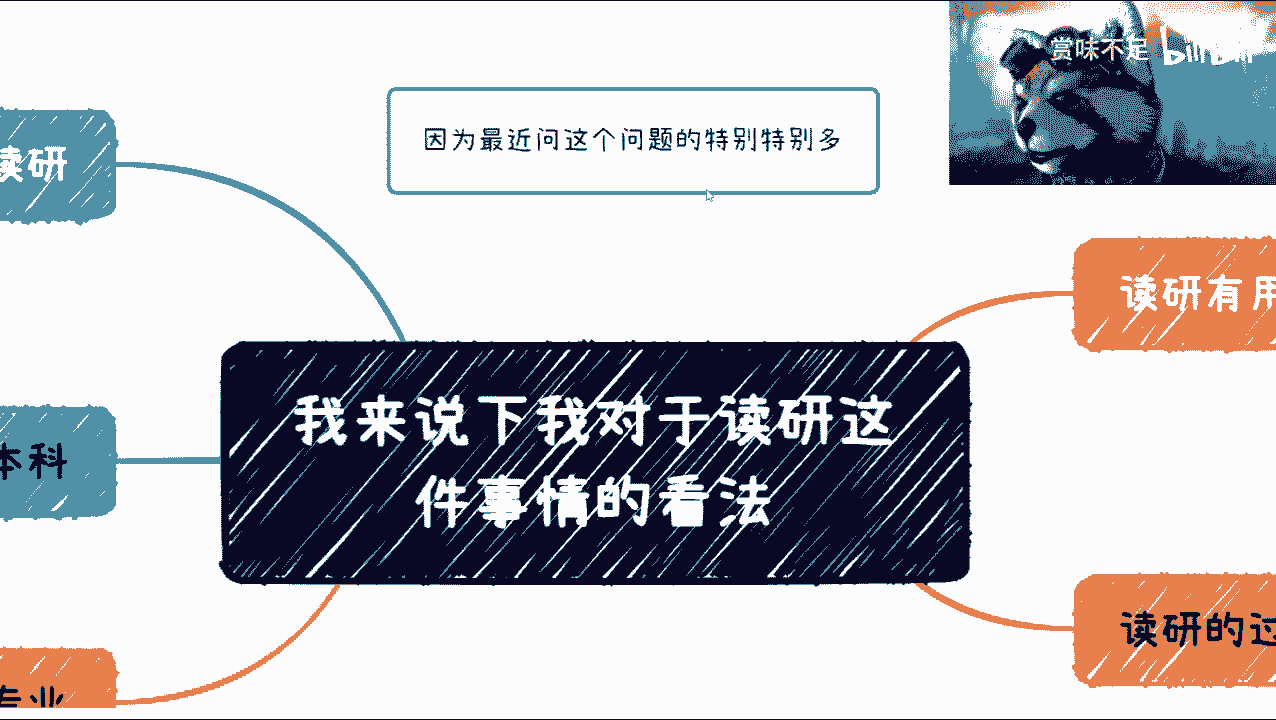 赏味不足 bilibili
因为最近问这个问题的特别特别多
读研
读研有用
我来说下我对于读研这
件事情的看法
本科
读研的过
专业